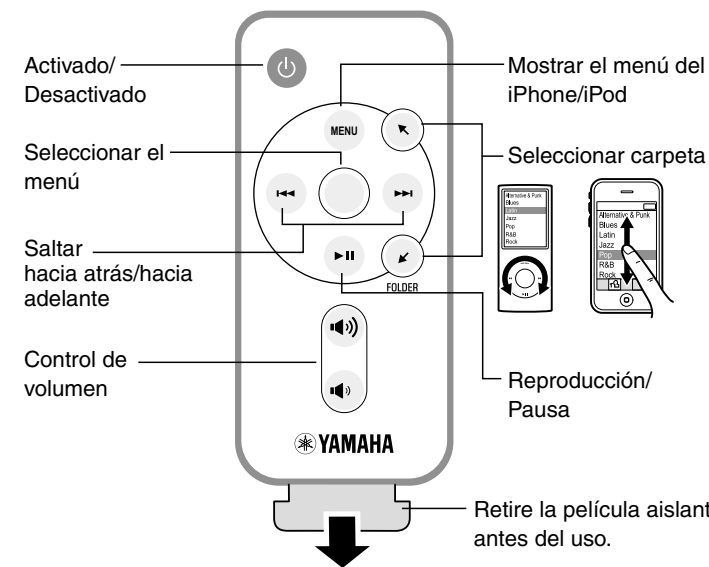 Activado/
Desactivado
Mostrar el menú del
iPhone/iPod
MENU
Seleccionar el
menú
Seleccionar carpeta
Alternative & Punk
Blues
Latin
Jazz
Pop
R&B
Rock
Alternative & Punk
Blues
Latin
Jazz
Pop
R&B
Rock
Saltar
hacia atrás/hacia
adelante
FOLDER
Control de
volumen
Reproducción/
Pausa
YAMAHA
Retire la película aislant
antes del uso.